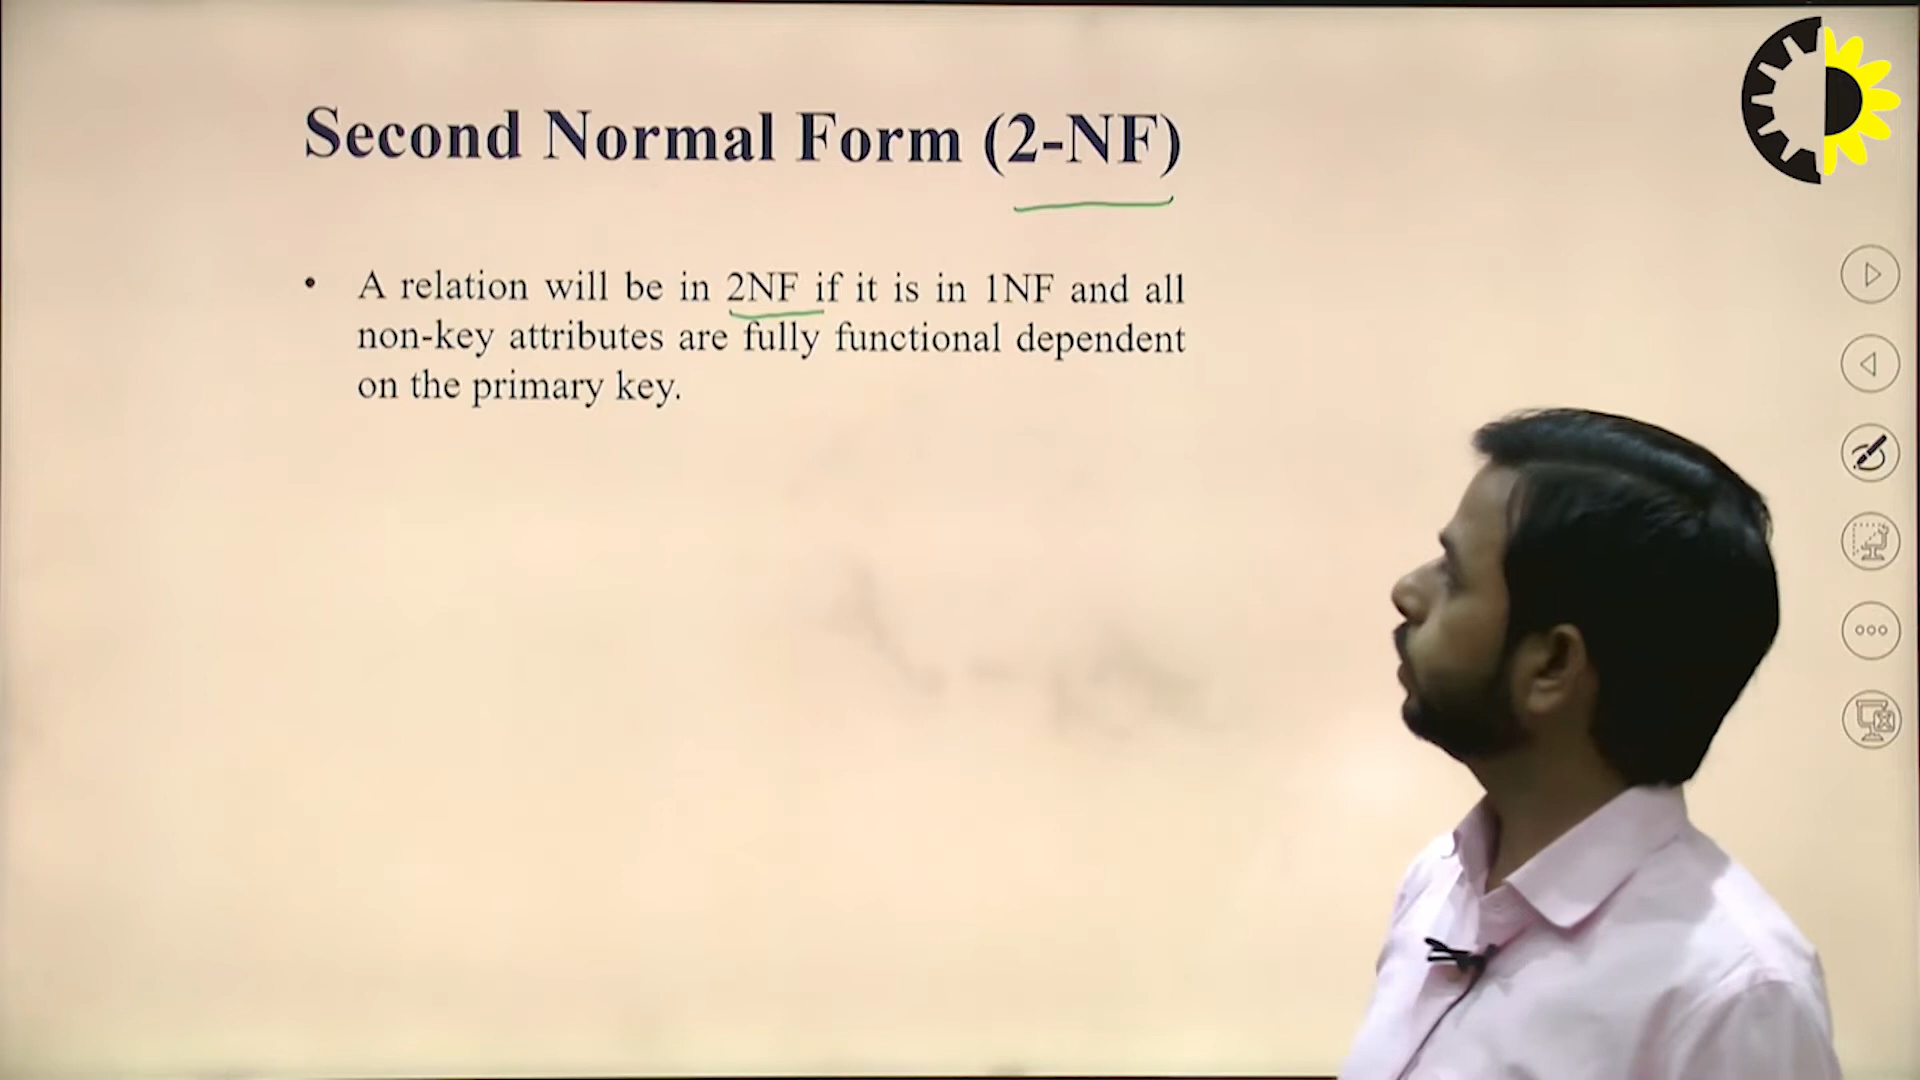 Second Normal Form (2-NF)
• A relation will be in 2NF if it is in 1NF and all
non-key attributes are fully functional dependent
on the primary key.